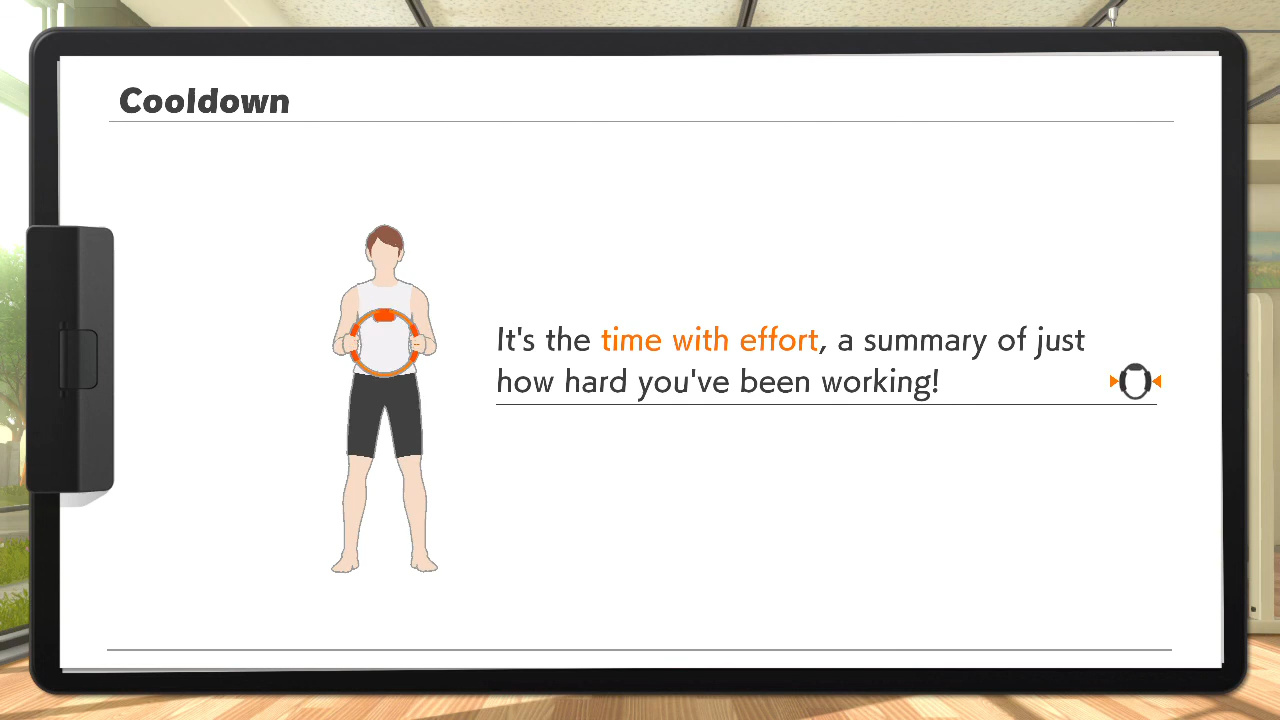 Cooldown
It's the time with effort, a summary of just
how hard you've been working!